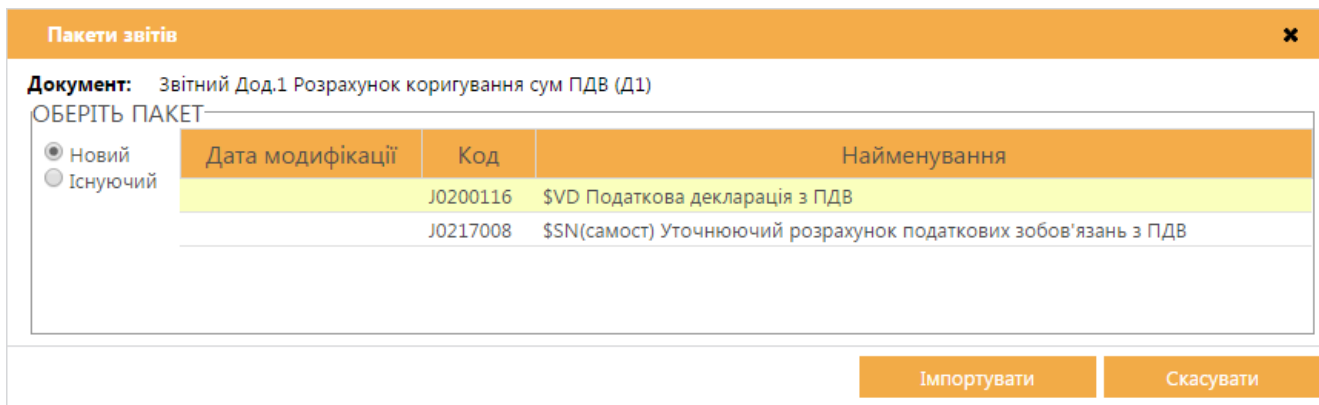 Пакети звітів
Документ: Звітний Дод.1 Розрахунок коригування сум ПДВ (Д1)
ОБЕРІТЬ ПАКЕТ
Новий
Існуючий
Дата модифікації Код Найменування
J0200116 $VD Податкова декларація з ПДВ
J0217008 $SN(самост) Уточнюючий розрахунок податкових зобов'язань з ПДВ
Імпортувати Скасувати